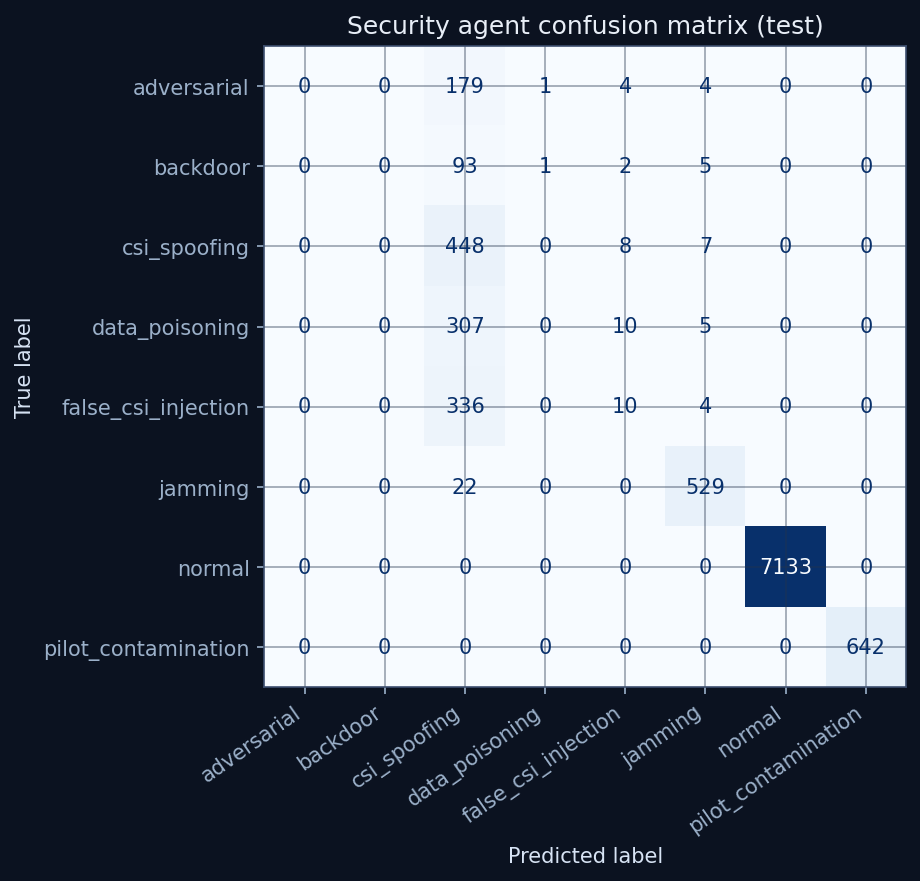 Security agent confusion matrix (test)
True label
adversarial 0 0 179 1 4 4 0 0
backdoor 0 0 93 1 2 5 0 0
csi_spoofing 0 0 448 0 8 7 0 0
data_poisoning 0 0 307 0 10 5 0 0
false_csi_injection 0 0 336 0 10 4 0 0
jamming 0 0 22 0 0 529 0 0
normal 0 0 0 0 0 0 7133 0
pilot_contamination 0 0 0 0 0 0 0 642
adversarial backdoor csi_spoofing data_poisoning false_csi_injection jamming normal pilot_contamination
Predicted label